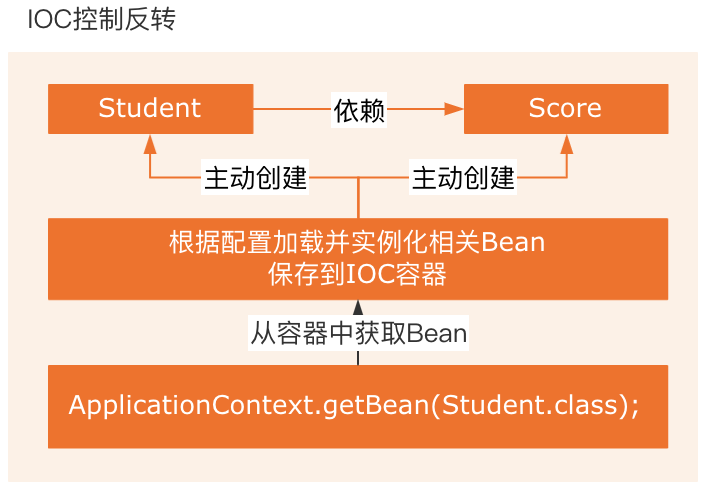 IOC控制反转
Student
依赖
Score
主动创建
主动创建
根据配置加载并实例化相关Bean
保存到IOC容器
从容器中获取Bean
ApplicationContext.getBean(Student.class);